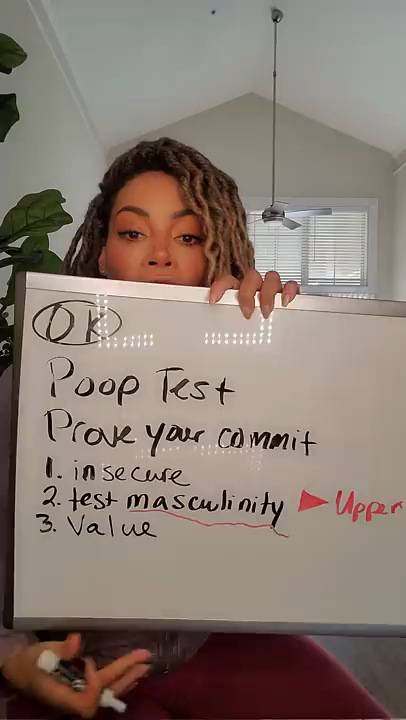 OK
Poop Test
Prove your commit
1. insecure
2. test masculinity ▶ Upper
3. Value